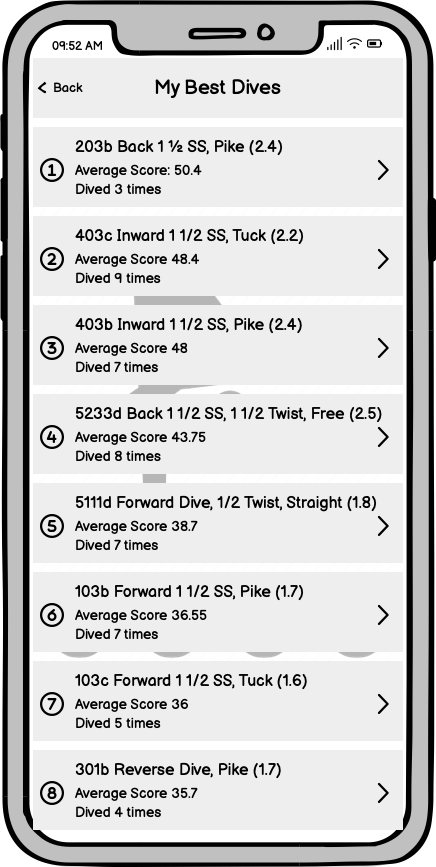 09:52 AM
Back
My Best Dives
203b Back 1 ½ SS, Pike (2.4)
1
Average Score: 50.4
Dived 3 times
403c Inward 1 1/2 SS, Tuck (2.2)
2
Average Score 48.4
Dived 9 times
403b Inward 1 1/2 SS, Pike (2.4)
3
Average Score 48
Dived 7 times
5233d Back 1 1/2 SS, 1 1/2 Twist, Free (2.5)
4
Average Score 43.75
Dived 8 times
5111d Forward Dive, 1/2 Twist, Straight (1.8)
5
Average Score 38.7
Dived 7 times
103b Forward 1 1/2 SS, Pike (1.7)
6
Average Score 36.55
Dived 7 times
103c Forward 1 1/2 SS, Tuck (1.6)
7
Average Score 36
Dived 5 times
301b Reverse Dive, Pike (1.7)
8
Average Score 35.7
Dived 4 times